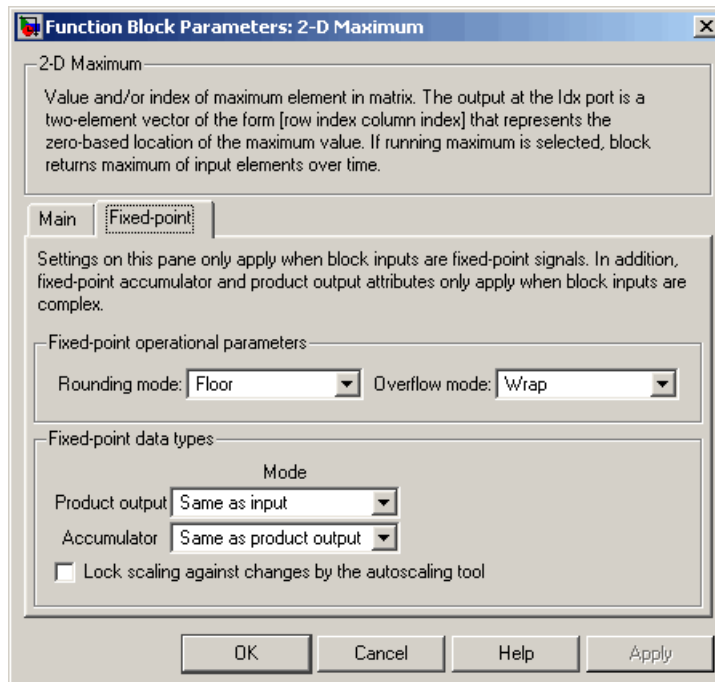 Function Block Parameters: 2-D Maximum
2-D Maximum
Value and/or index of maximum element in matrix. The output at the Idx port is a
two-element vector of the form [row index column index] that represents the
zero-based location of the maximum value. If running maximum is selected, block
returns maximum of input elements over time.
Main Fixed-point
Settings on this pane only apply when block inputs are fixed-point signals. In addition,
fixed-point accumulator and product output attributes only apply when block inputs are
complex.
Fixed-point operational parameters
Rounding mode: Floor Overflow mode: Wrap
Fixed-point data types
Mode
Product output Same as input
Accumulator Same as product output
Lock scaling against changes by the autoscaling tool
OK Cancel Help Apply